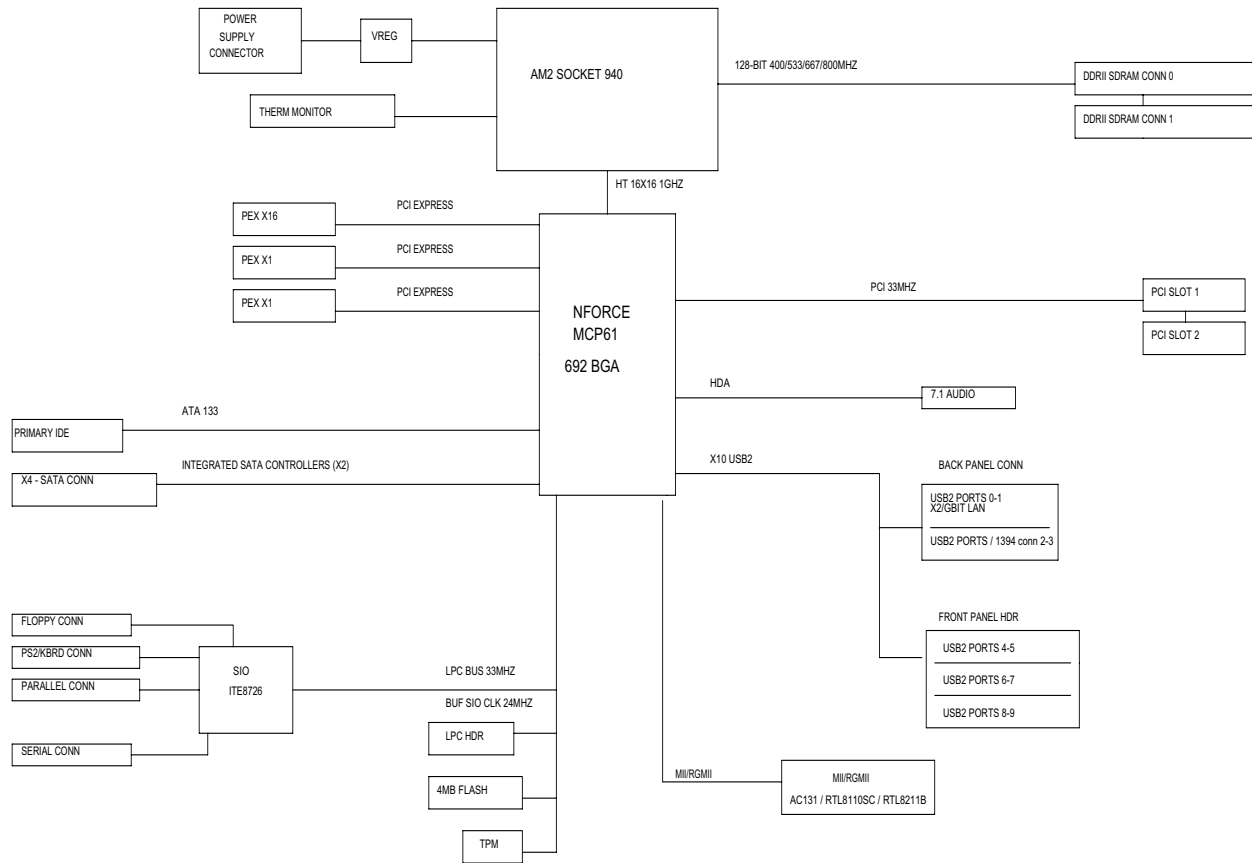 POWER
SUPPLY
CONNECTOR
VREG
AM2 SOCKET 940
128-BIT 400/533/667/800MHZ
DDRII SDRAM CONN 0
DDRII SDRAM CONN 1
THERM MONITOR
HT 16X16 1GHZ
PEX X16
PCI EXPRESS
PEX X1
PCI EXPRESS
PEX X1
PCI EXPRESS
NFORCE
MCP61
692 BGA
PCI 33MHZ
PCI SLOT 1
PCI SLOT 2
HDA
7.1 AUDIO
ATA 133
PRIMARY IDE
INTEGRATED SATA CONTROLLERS (X2)
X4 - SATA CONN
X10 USB2
BACK PANEL CONN
USB2 PORTS 0-1
X2/GBIT LAN
USB2 PORTS / 1394 conn 2-3
FRONT PANEL HDR
USB2 PORTS 4-5
USB2 PORTS 6-7
USB2 PORTS 8-9
FLOPPY CONN
PS2/KBRD CONN
PARALLEL CONN
SERIAL CONN
SIO
ITE8726
LPC BUS 33MHZ
BUF SIO CLK 24MHZ
LPC HDR
4MB FLASH
TPM
MII/RGMII
MII/RGMII
AC131 / RTL8110SC / RTL8211B